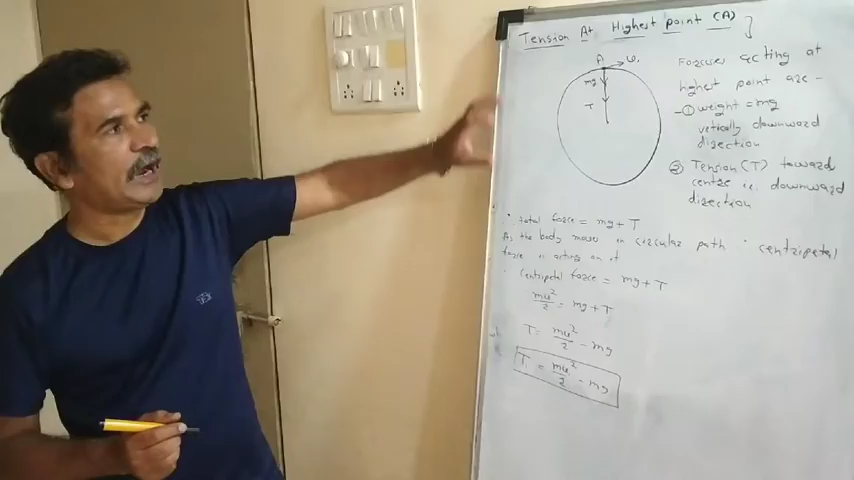 Tension At Highest Point (A)]
A
u.
mg
T
Forcues acting at
highest point are -
① weight = mg
vertically downward
direction
② Tension (T) toward
centre i.e. downward
direction
∴ total force = mg + T
As the body moves in circular path ∴ centripetal
force is acting on it
∴ Centripetal force = mg + T
mu²/r = mg + T
T = mu²/r - mg
T = mu²/r - mg